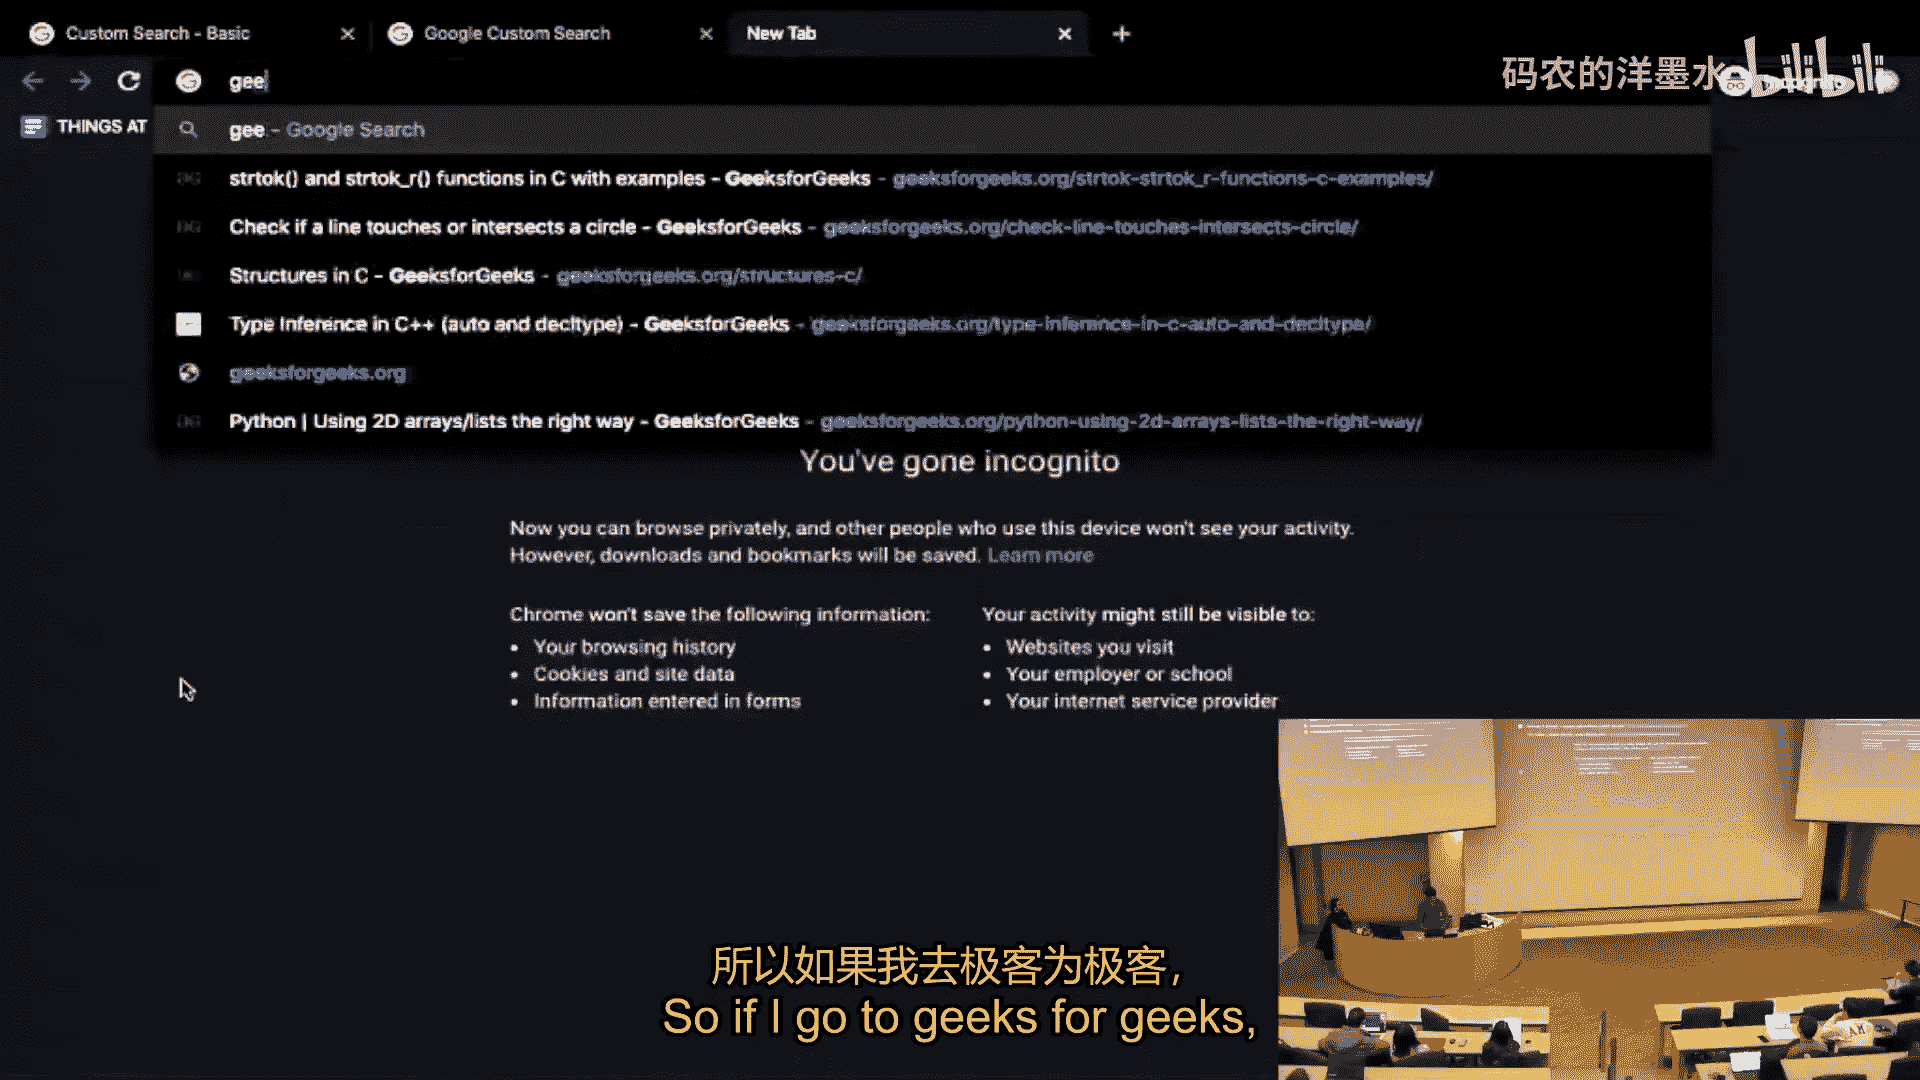 Custom Search - Basic
Google Custom Search
New Tab
gee
码农的洋墨水 bilibili
THINGS AT
gee - Google Search
strtok() and strtok_r() functions in C with examples - GeeksforGeeks - geeksforgeeks.org/strtok-strtok_r-functions-c-examples/
Check if a line touches or intersects a circle - GeeksforGeeks - geeksforgeeks.org/check-line-touches-intersects-circle/
Structures in C - GeeksforGeeks - geeksforgeeks.org/structures-c/
Type Inference in C++ (auto and decltype) - GeeksforGeeks - geeksforgeeks.org/type-inference-in-c-auto-and-decltype/
geeksforgeeks.org
Python | Using 2D arrays/lists the right way - GeeksforGeeks - geeksforgeeks.org/python-using-2d-arrays-lists-the-right-way/
You've gone incognito
Now you can browse privately, and other people who use this device won't see your activity.
However, downloads and bookmarks will be saved. Learn more
Chrome won't save the following information:
• Your browsing history
• Cookies and site data
• Information entered in forms
Your activity might still be visible to:
• Websites you visit
• Your employer or school
• Your internet service provider
所以如果我去极客为极客，
So if I go to geeks for geeks,